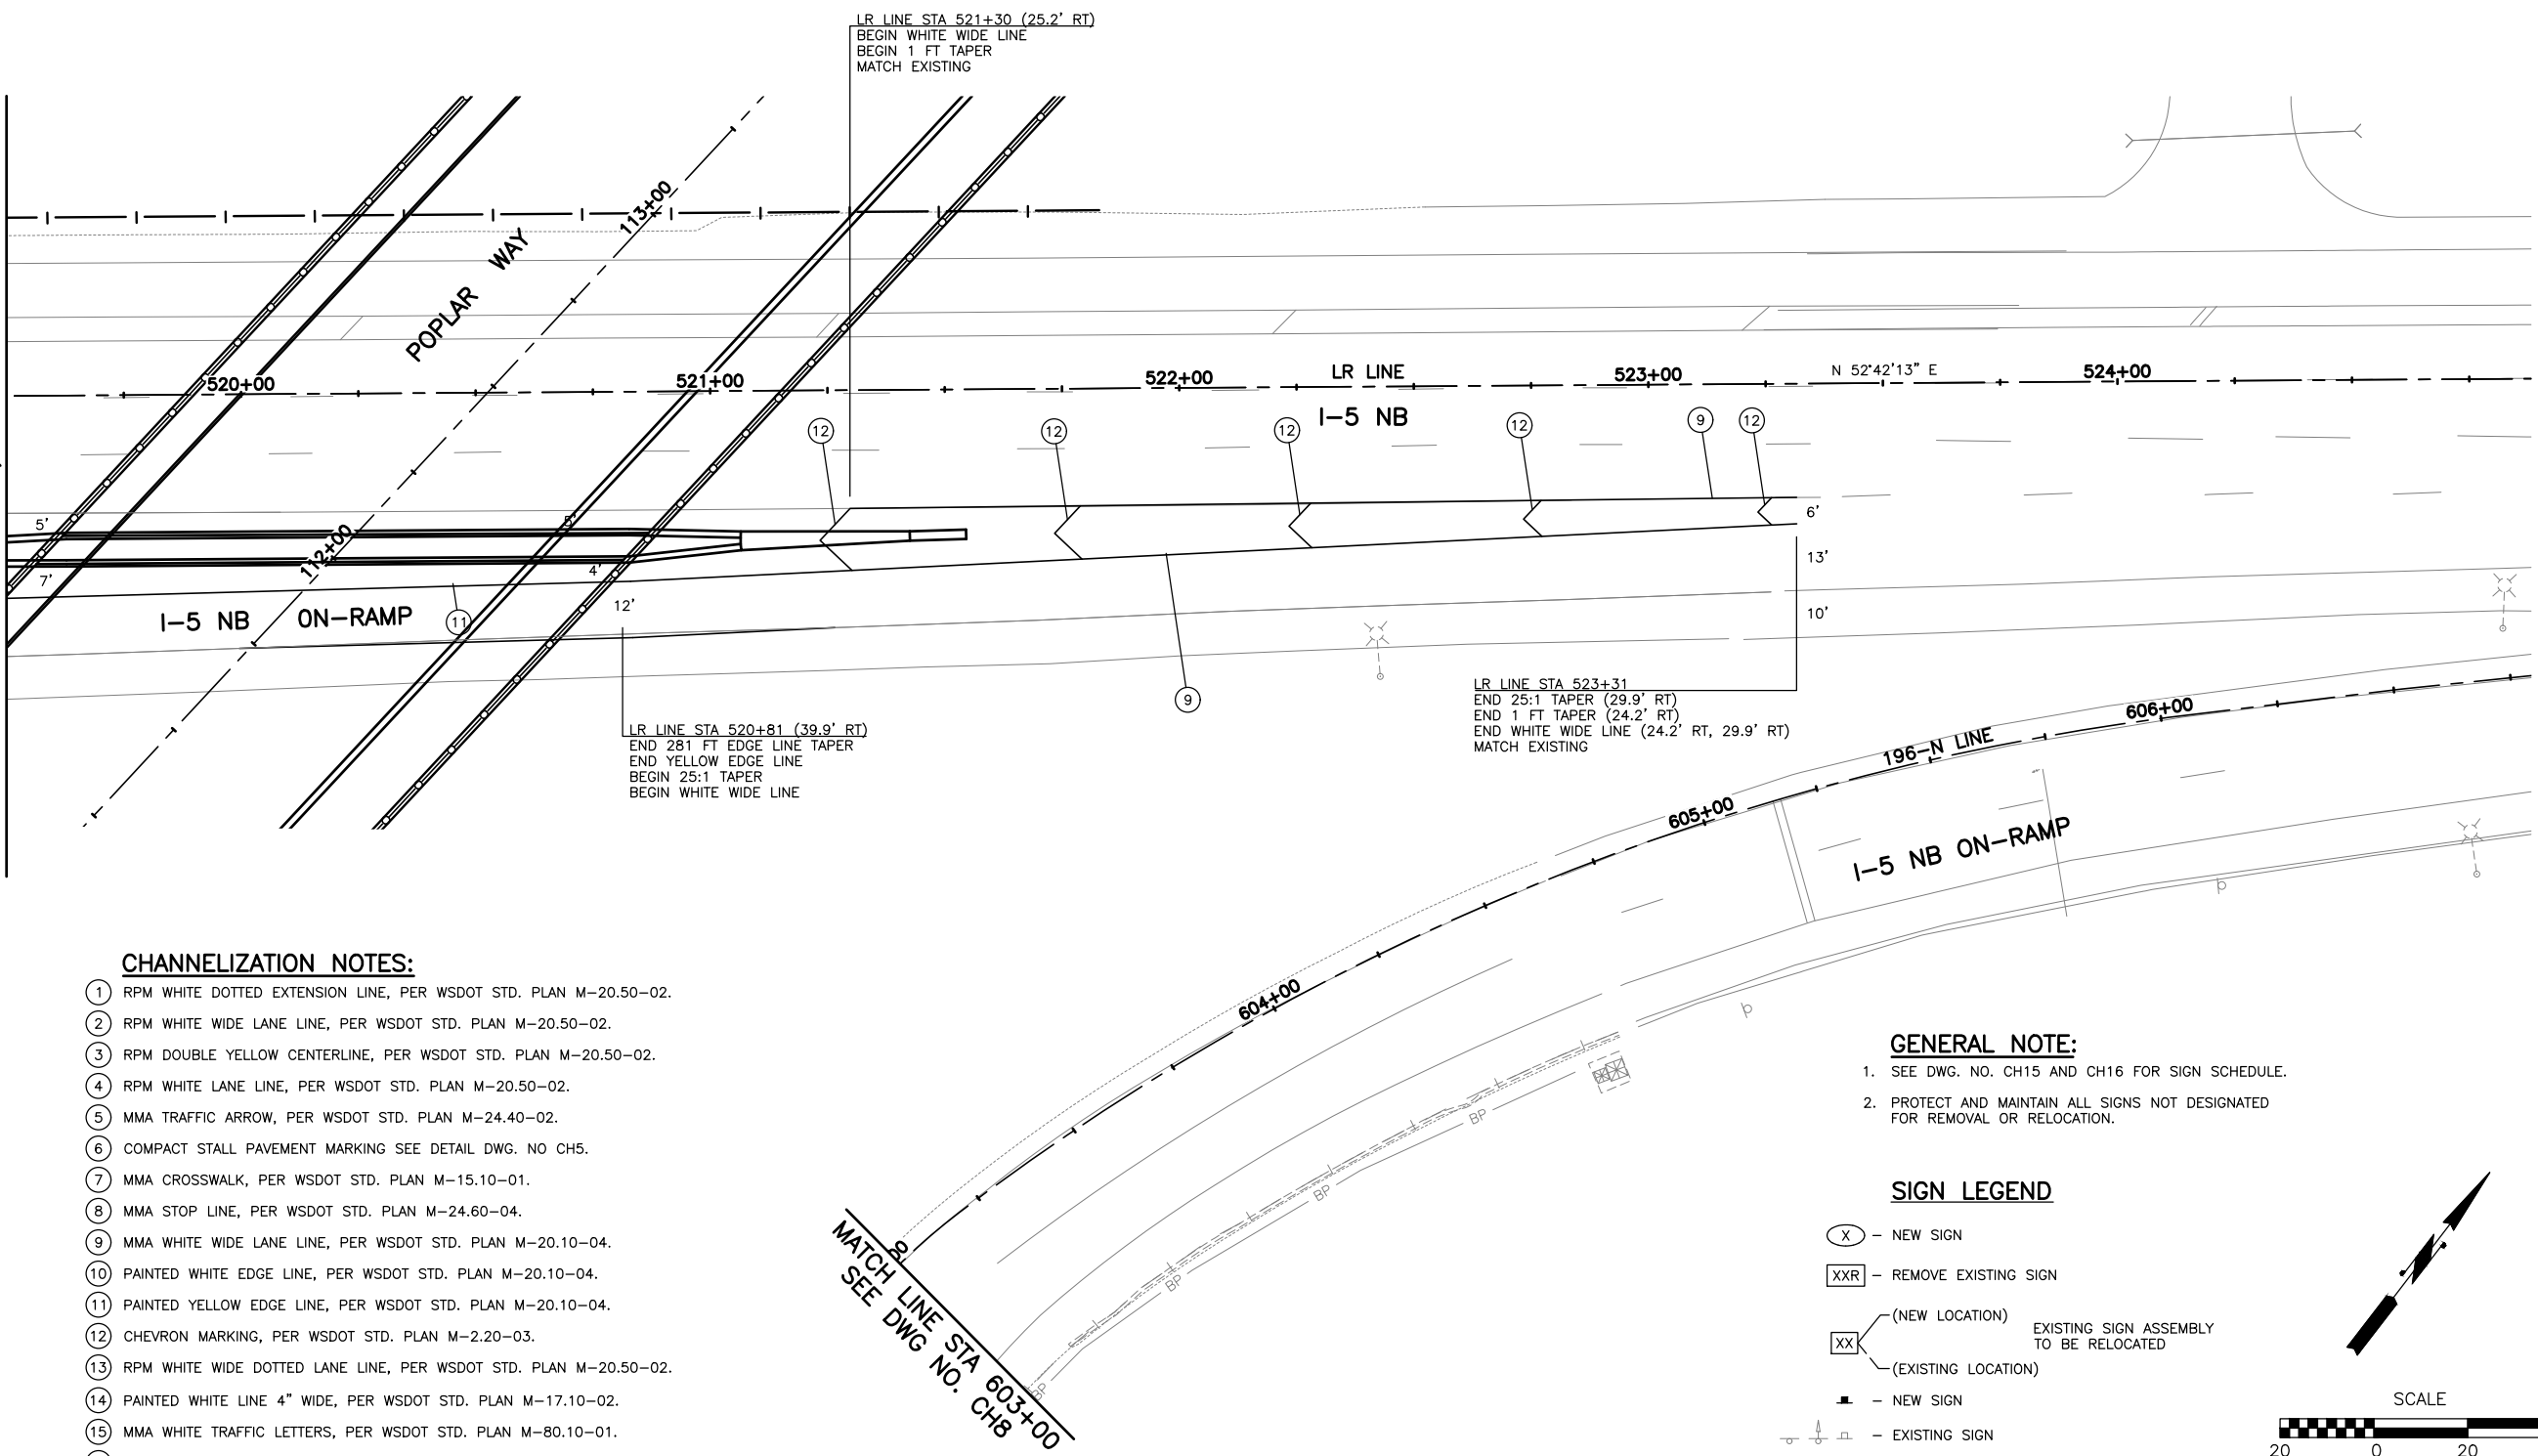 LR LINE STA 521+30 (25.2' RT)
BEGIN WHITE WIDE LINE
BEGIN 1 FT TAPER
MATCH EXISTING
113+00
POPLAR WAY
520+00
521+00
522+00
LR LINE
523+00
N 52°42'13" E
524+00
I-5 NB
12
12
12
12
9
12
5'
5'
112+00
7'
4'
6'
13'
12'
10'
I-5 NB ON-RAMP
11
9
LR LINE STA 520+81 (39.9' RT)
END 281 FT EDGE LINE TAPER
END YELLOW EDGE LINE
BEGIN 25:1 TAPER
BEGIN WHITE WIDE LINE
LR LINE STA 523+31
END 25:1 TAPER (29.9' RT)
END 1 FT TAPER (24.2' RT)
END WHITE WIDE LINE (24.2' RT, 29.9' RT)
MATCH EXISTING
606+00
196-N LINE
605+00
I-5 NB ON-RAMP
604+00
BP
BP
BP
BP
00
MATCH LINE STA 603+00
SEE DWG NO. CH8
CHANNELIZATION NOTES:
1 RPM WHITE DOTTED EXTENSION LINE, PER WSDOT STD. PLAN M-20.50-02.
2 RPM WHITE WIDE LANE LINE, PER WSDOT STD. PLAN M-20.50-02.
3 RPM DOUBLE YELLOW CENTERLINE, PER WSDOT STD. PLAN M-20.50-02.
4 RPM WHITE LANE LINE, PER WSDOT STD. PLAN M-20.50-02.
5 MMA TRAFFIC ARROW, PER WSDOT STD. PLAN M-24.40-02.
6 COMPACT STALL PAVEMENT MARKING SEE DETAIL DWG. NO CH5.
7 MMA CROSSWALK, PER WSDOT STD. PLAN M-15.10-01.
8 MMA STOP LINE, PER WSDOT STD. PLAN M-24.60-04.
9 MMA WHITE WIDE LANE LINE, PER WSDOT STD. PLAN M-20.10-04.
10 PAINTED WHITE EDGE LINE, PER WSDOT STD. PLAN M-20.10-04.
11 PAINTED YELLOW EDGE LINE, PER WSDOT STD. PLAN M-20.10-04.
12 CHEVRON MARKING, PER WSDOT STD. PLAN M-2.20-03.
13 RPM WHITE WIDE DOTTED LANE LINE, PER WSDOT STD. PLAN M-20.50-02.
14 PAINTED WHITE LINE 4" WIDE, PER WSDOT STD. PLAN M-17.10-02.
15 MMA WHITE TRAFFIC LETTERS, PER WSDOT STD. PLAN M-80.10-01.
GENERAL NOTE:
1. SEE DWG. NO. CH15 AND CH16 FOR SIGN SCHEDULE.
2. PROTECT AND MAINTAIN ALL SIGNS NOT DESIGNATED
FOR REMOVAL OR RELOCATION.
SIGN LEGEND
X - NEW SIGN
XXR - REMOVE EXISTING SIGN
(NEW LOCATION)
XX
EXISTING SIGN ASSEMBLY
TO BE RELOCATED
(EXISTING LOCATION)
- NEW SIGN
- EXISTING SIGN
SCALE
20 0 20